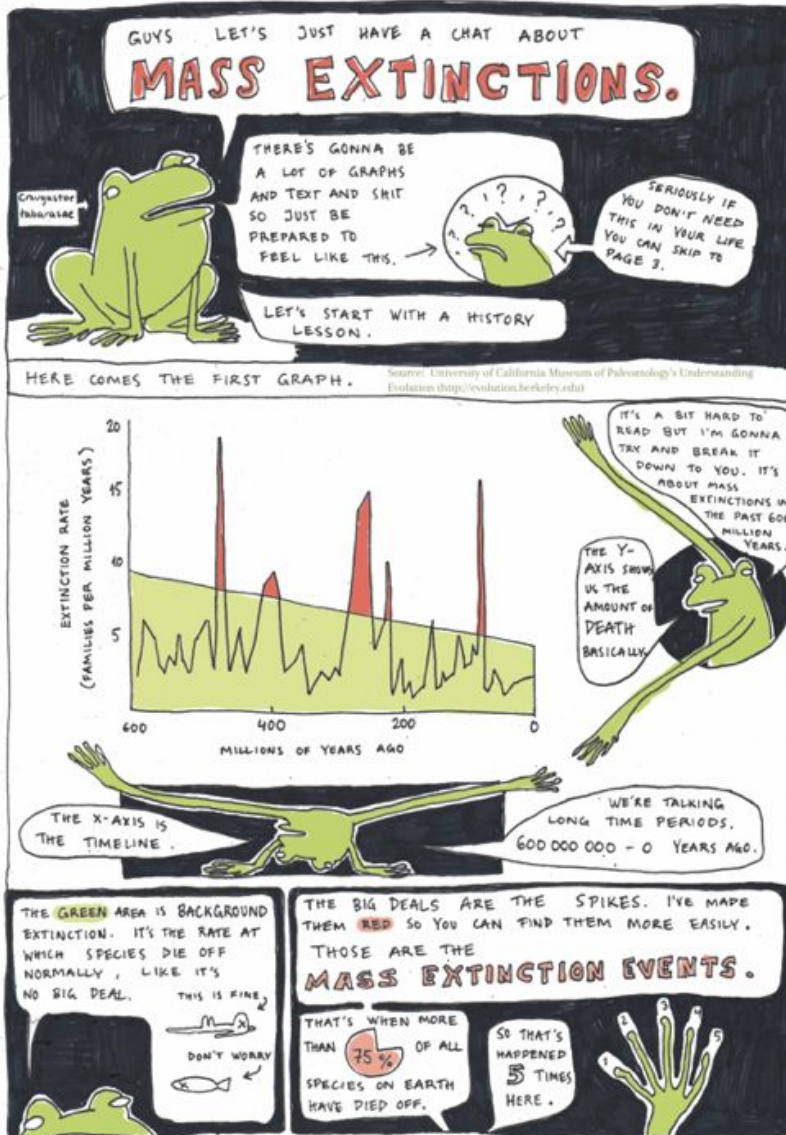 GUYS LET'S JUST HAVE A CHAT ABOUT
MASS EXTINCTIONS.
Craugastor
tabasarae
THERE'S GONNA BE
A LOT OF GRAPHS
AND TEXT AND SHIT
SO JUST BE
PREPARED TO
FEEL LIKE THIS.
? ? ? ? ?
SERIOUSLY IF
YOU DON'T NEED
THIS IN YOUR LIFE
YOU CAN SKIP TO
PAGE 3.
LET'S START WITH A HISTORY
LESSON.
HERE COMES THE FIRST GRAPH.
Source: University of California Museum of Paleontology's Understanding
Evolution (http://evolution.berkeley.edu)
EXTINCTION RATE
(FAMILIES PER MILLION YEARS)
20
15
10
5
600 400 200 0
MILLIONS OF YEARS AGO
IT'S A BIT HARD TO
READ BUT I'M GONNA
TRY AND BREAK IT
DOWN TO YOU. IT'S
ABOUT MASS
EXTINCTIONS IN
THE PAST 600
MILLION
YEARS.
THE Y-
AXIS SHOWS
US THE
AMOUNT OF
DEATH
BASICALLY
THE X-AXIS IS
THE TIMELINE.
WE'RE TALKING
LONG TIME PERIODS.
600 000 000 - 0 YEARS AGO.
THE GREEN AREA IS BACKGROUND
EXTINCTION. IT'S THE RATE AT
WHICH SPECIES DIE OFF
NORMALLY, LIKE IT'S
NO BIG DEAL.
THIS IS FINE
DON'T WORRY
THE BIG DEALS ARE THE SPIKES. I'VE MADE
THEM RED SO YOU CAN FIND THEM MORE EASILY.
THOSE ARE THE
MASS EXTINCTION EVENTS.
THAT'S WHEN MORE
THAN 75% OF ALL
SPECIES ON EARTH
HAVE DIED OFF.
SO THAT'S
HAPPENED
5 TIMES
HERE.
1 2 3 4 5